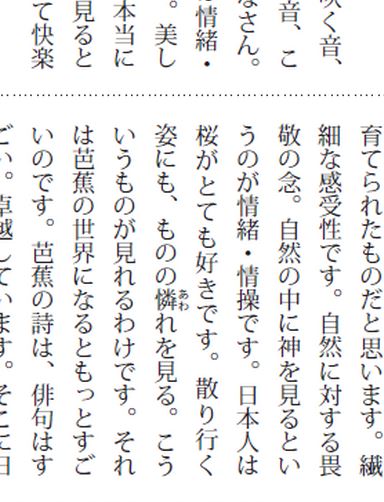 吹く音、
音、こ
なさん。
情緒・
。美し
本当に
見ると
て快楽
育てられたものだと思います。繊
細な感受性です。自然に対する畏
敬の念。自然の中に神を見るとい
うのが情緒・情操です。日本人は
桜がとても好きです。散り行く
姿にも、ものの憐あわれを見る。こう
いうものが見れるわけです。それ
は芭蕉の世界になるともっとすご
いのです。芭蕉の詩は、俳句はす
ごい。卓越しています。そこに日